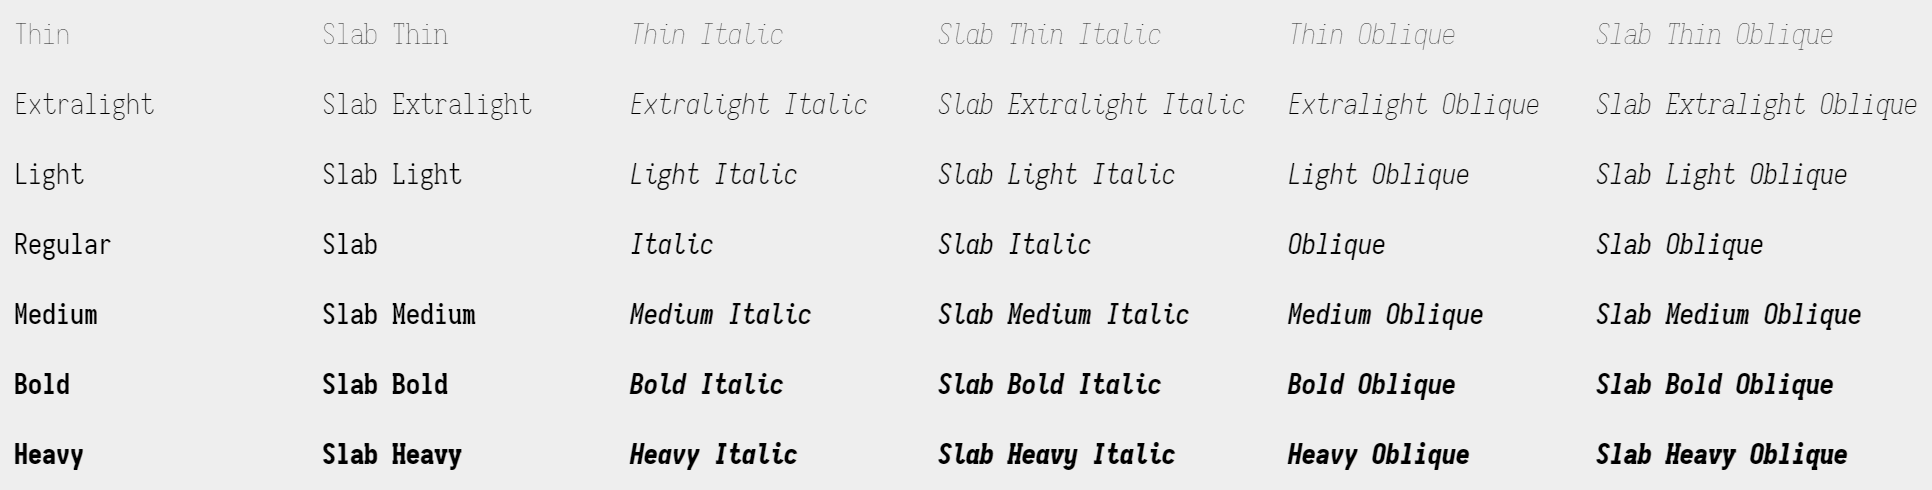 Thin Slab Thin Thin Italic Slab Thin Italic Thin Oblique Slab Thin Oblique
Extralight Slab Extralight Extralight Italic Slab Extralight Italic Extralight Oblique Slab Extralight Oblique
Light Slab Light Light Italic Slab Light Italic Light Oblique Slab Light Oblique
Regular Slab Italic Slab Italic Oblique Slab Oblique
Medium Slab Medium Medium Italic Slab Medium Italic Medium Oblique Slab Medium Oblique
Bold Slab Bold Bold Italic Slab Bold Italic Bold Oblique Slab Bold Oblique
Heavy Slab Heavy Heavy Italic Slab Heavy Italic Heavy Oblique Slab Heavy Oblique